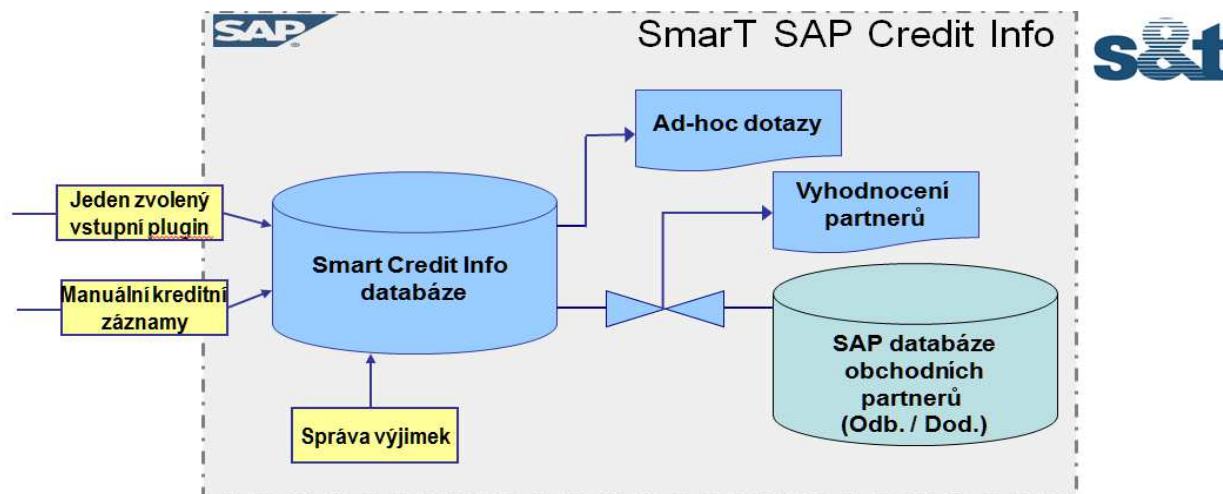 SAP
SmarT SAP Credit Info
s&t
Ad-hoc dotazy
Vyhodnocení
partnerů
Jeden zvolený
vstupní plugin
Smart Credit Info
databáze
Manuální kreditní
záznamy
SAP databáze
obchodních
partnerů
(Odb. / Dod.)
Správa výjimek